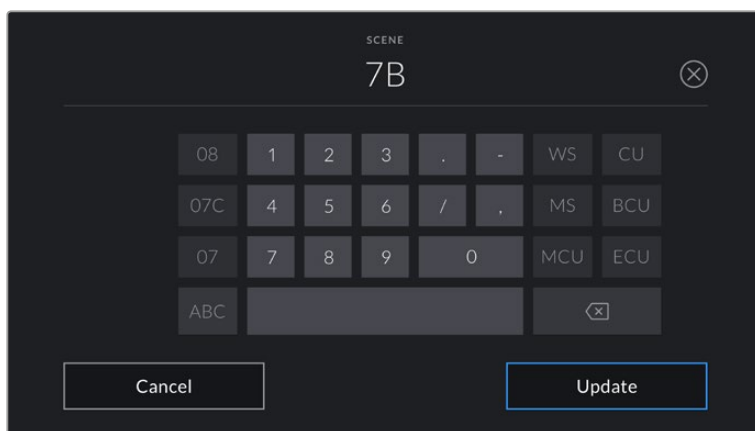 SCENE
7B
08 1 2 3 . - WS CU
07C 4 5 6 / , MS BCU
07 7 8 9 0 MCU ECU
ABC
Cancel Update